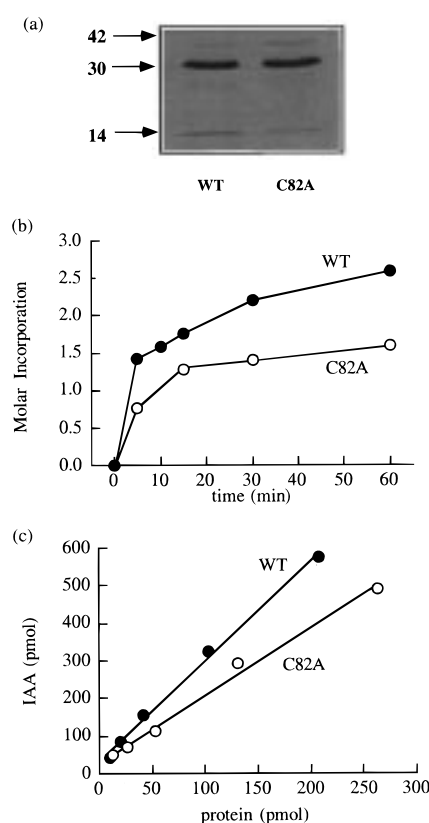 (a)
42
30
14
WT C82A
(b)
3.0
2.5
2.0
1.5
1.0
0.5
0.0
Molar Incorporation
WT
C82A
0 10 20 30 40 50 60
time (min)
(c)
600
500
400
300
200
100
0
IAA (pmol)
WT
C82A
0 50 100 150 200 250 300
protein (pmol)